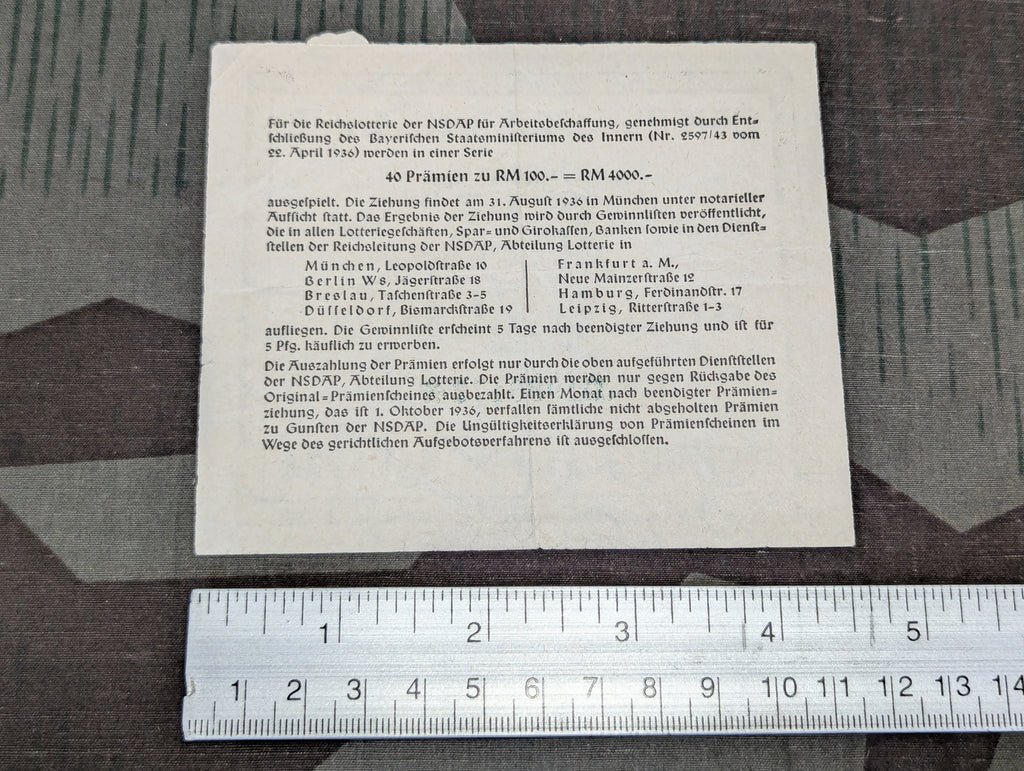 Für die Reichslotterie der NSDAP für Arbeitsbeschaffung, genehmigt durch Ent=
schließung des Bayerischen Staatsministeriums des Innern (Nr. 2597/43 vom
22. April 1936) werden in einer Serie
40 Prämien zu RM 100.- = RM 4000.-
ausgespielt. Die Ziehung findet am 31. August 1936 in München unter notarieller
Aufsicht statt. Das Ergebnis der Ziehung wird durch Gewinnlisten veröffentlicht,
die in allen Lotteriegeschäften, Spar= und Girokassen, Banken sowie in den Dienst=
stellen der Reichsleitung der NSDAP, Abteilung Lotterie in
München, Leopoldstraße 10
Berlin W8, Jägerstraße 18
Breslau, Taschenstraße 3-5
Düsseldorf, Bismarckstraße 19
Frankfurt a. M.,
Neue Mainzerstraße 12
Hamburg, Ferdinandstr. 17
Leipzig, Ritterstraße 1-3
aufliegen. Die Gewinnliste erscheint 5 Tage nach beendigter Ziehung und ist für
5 Pfg. käuflich zu erwerben.
Die Auszahlung der Prämien erfolgt nur durch die oben aufgeführten Dienststellen
der NSDAP, Abteilung Lotterie. Die Prämien werden nur gegen Rückgabe des
Original=Prämienscheines ausbezahlt. Einen Monat nach beendigter Prämien=
ziehung, das ist 1. Oktober 1936, verfallen sämtliche nicht abgeholten Prämien
zu Gunsten der NSDAP. Die Ungültigkeitserklärung von Prämienscheinen im
Wege des gerichtlichen Aufgebotsverfahrens ist ausgeschlossen.
1 2 3 4 5
1 2 3 4 5 6 7 8 9 10 11 12 13 14